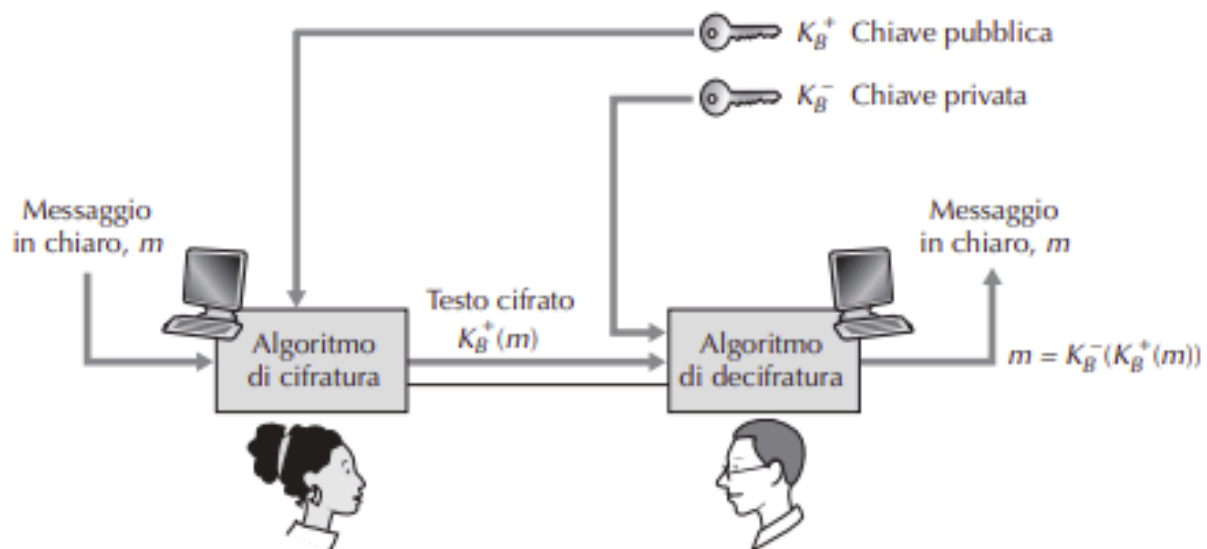 K_B^+ Chiave pubblica
K_B^- Chiave privata
Messaggio
in chiaro, m
Messaggio
in chiaro, m
Testo cifrato
K_B^+(m)
Algoritmo
di cifratura
Algoritmo
di decifratura
m = K_B^-(K_B^+(m))